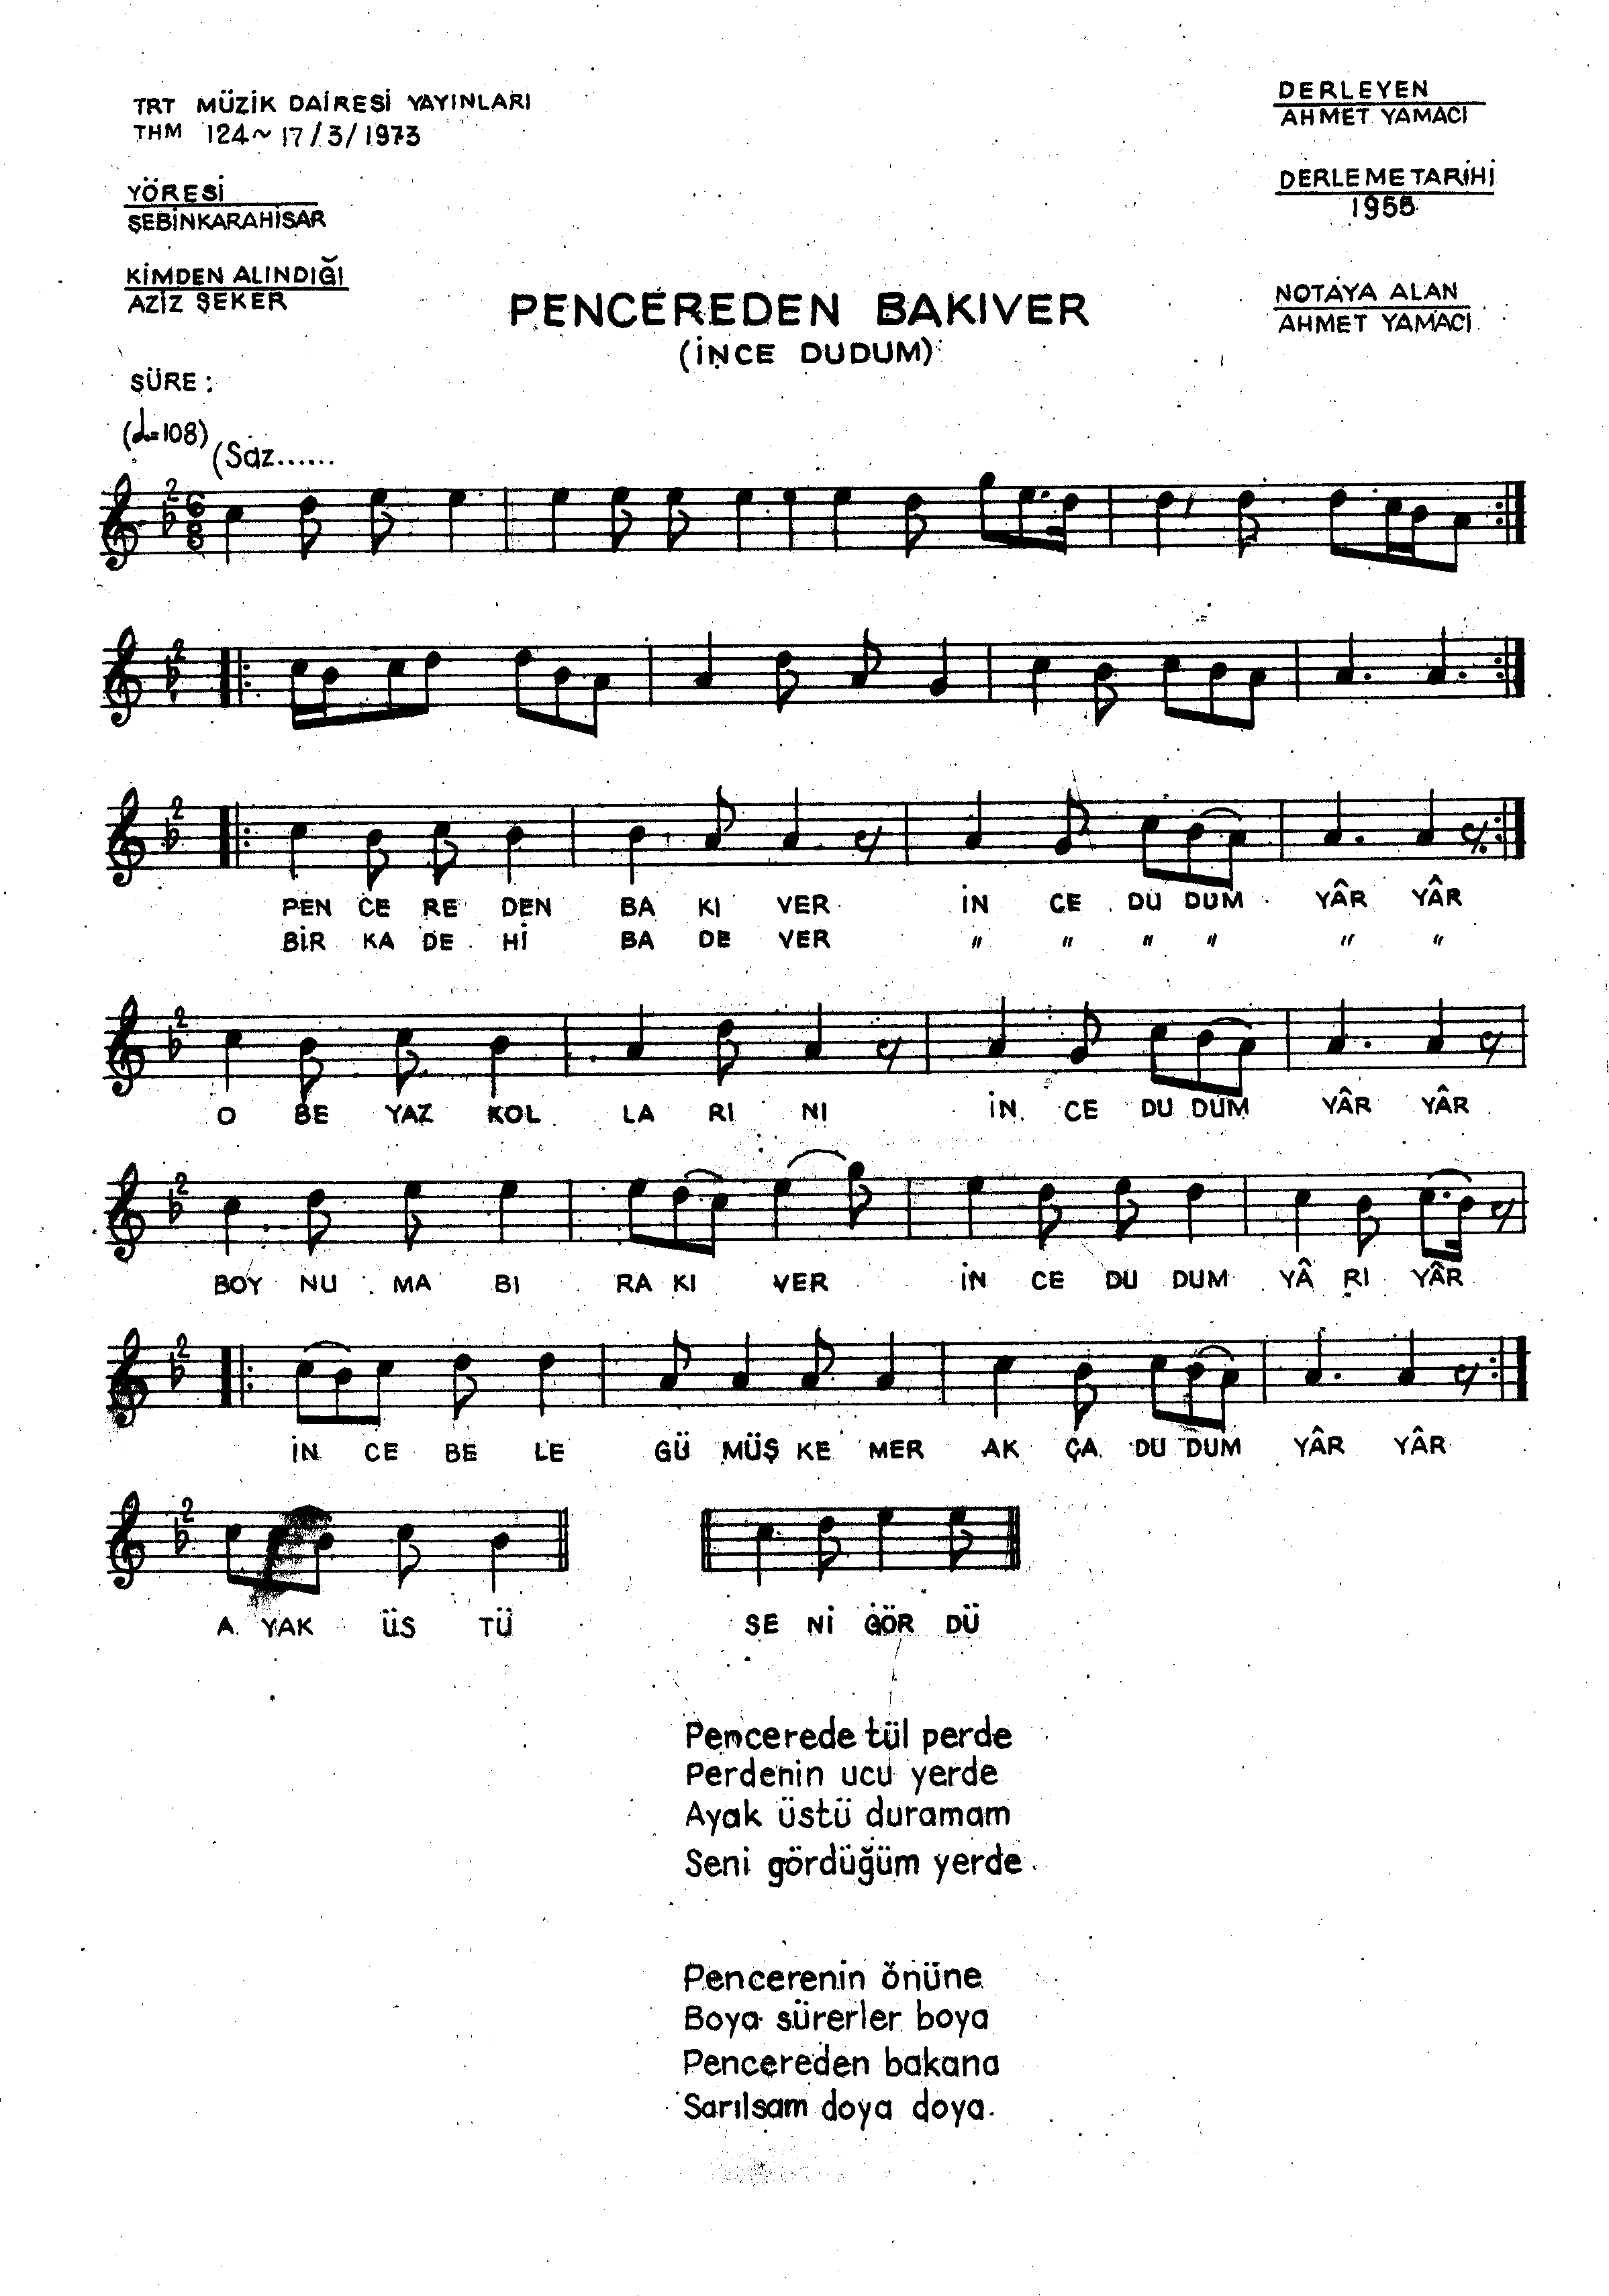 TRT MÜZİK DAİRESİ YAYINLARI
THM 124~17/3/1973
DERLEYEN
AHMET YAMACI
YÖRESİ
ŞEBİNKARAHİSAR
DERLEME TARİHİ
1955
KİMDEN ALINDIĞI
AZİZ ŞEKER
NOTAYA ALAN
AHMET YAMACI
PENCEREDEN BAKIVER
(İNCE DUDUM)
SÜRE:
(♩.=108)
(Saz......
2 6 8
2
2
PEN CE RE DEN BA KI VER İN CE DU DUM YÂR YÂR
BİR KA DE Hİ BA DE VER " " " " " "
2
O BE YAZ KOL LA RI NI İN CE DU DUM YÂR YÂR
2
BOY NU MA BI RA KI VER İN CE DU DUM YÂ RI YÂR
2
İN CE BE LE GÜ MÜŞ KE MER AK ÇA DU DUM YÂR YÂR
2
A YAK ÜS TÜ SE Nİ GÖR DÜ
Pencerede tül perde
Perdenin ucu yerde
Ayak üstü duramam
Seni gördüğüm yerde.
Pencerenin önüne
Boya sürerler boya
Pencereden bakana
Sarılsam doya doya.